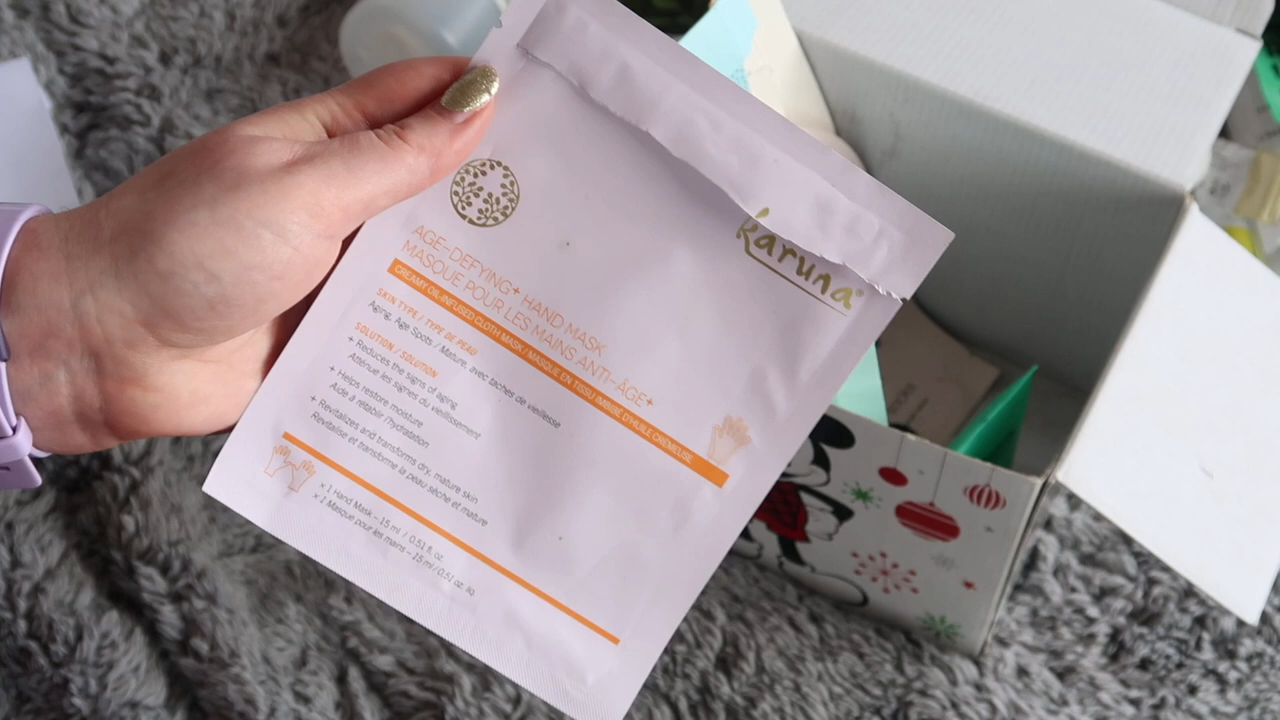 karuna®
AGE-DEFYING+ HAND MASK
MASQUE POUR LES MAINS ANTI-ÂGE+
CREAMY OIL-INFUSED CLOTH MASK / MASQUE EN TISSU IMBIBÉ D'HUILE CRÉMEUSE
SKIN TYPE / TYPE DE PEAU
Aging, Age Spots / Mature, avec taches de vieillesse
SOLUTION / SOLUTION
+ Reduces the signs of aging
Atténue les signes du vieillissement
+ Helps restore moisture
Aide à rétablir l'hydratation
+ Revitalizes and transforms dry, mature skin
Revitalise et transforme la peau sèche et mature
x 1 Hand Mask – 15 ml / 0.51 fl. oz.
x 1 Masque pour les mains – 15 ml / 0.51 oz. liq.